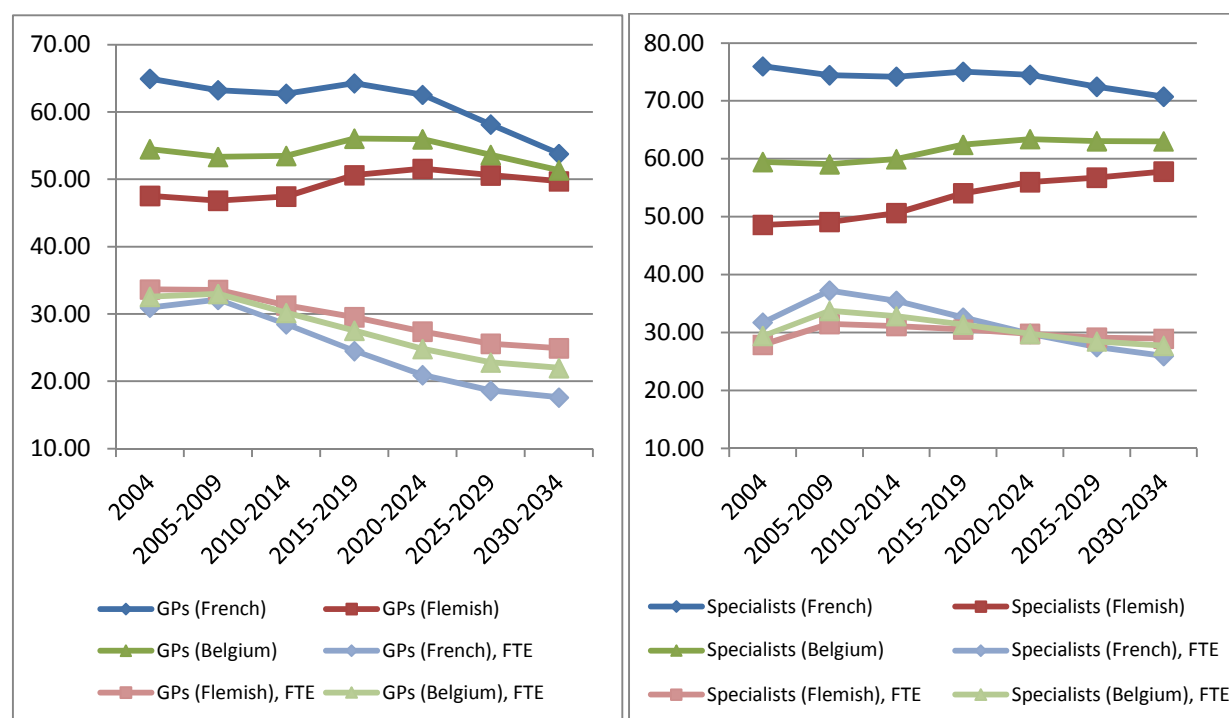 70.00
60.00
50.00
40.00
30.00
20.00
10.00
2004
2005-2009
2010-2014
2015-2019
2020-2024
2025-2029
2030-2034
GPs (French)
GPs (Flemish)
GPs (Belgium)
GPs (French), FTE
GPs (Flemish), FTE
GPs (Belgium), FTE
80.00
70.00
60.00
50.00
40.00
30.00
20.00
10.00
2004
2005-2009
2010-2014
2015-2019
2020-2024
2025-2029
2030-2034
Specialists (French)
Specialists (Flemish)
Specialists (Belgium)
Specialists (French), FTE
Specialists (Flemish), FTE
Specialists (Belgium), FTE